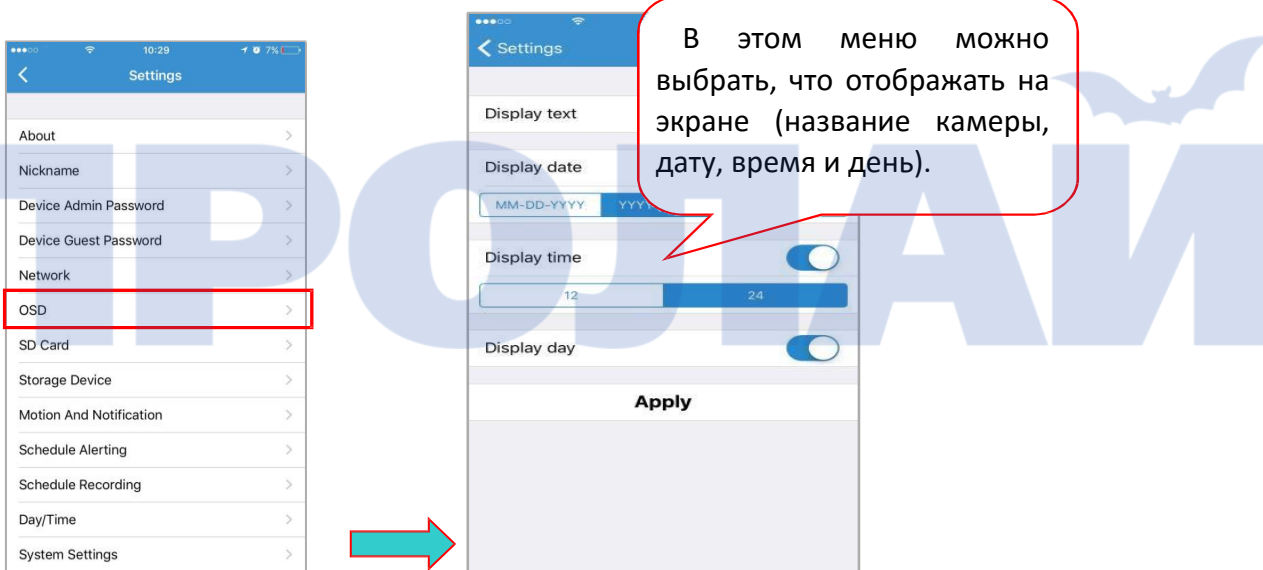 10:29
7%
Settings
About
Nickname
Device Admin Password
Device Guest Password
Network
OSD
SD Card
Storage Device
Motion And Notification
Schedule Alerting
Schedule Recording
Day/Time
System Settings
Settings
Display text
Display date
MM-DD-YYYY
Display time
12 24
Display day
Apply
В этом меню можно
выбрать, что отображать на
экране (название камеры,
дату, время и день).
ПРОЛАЙ